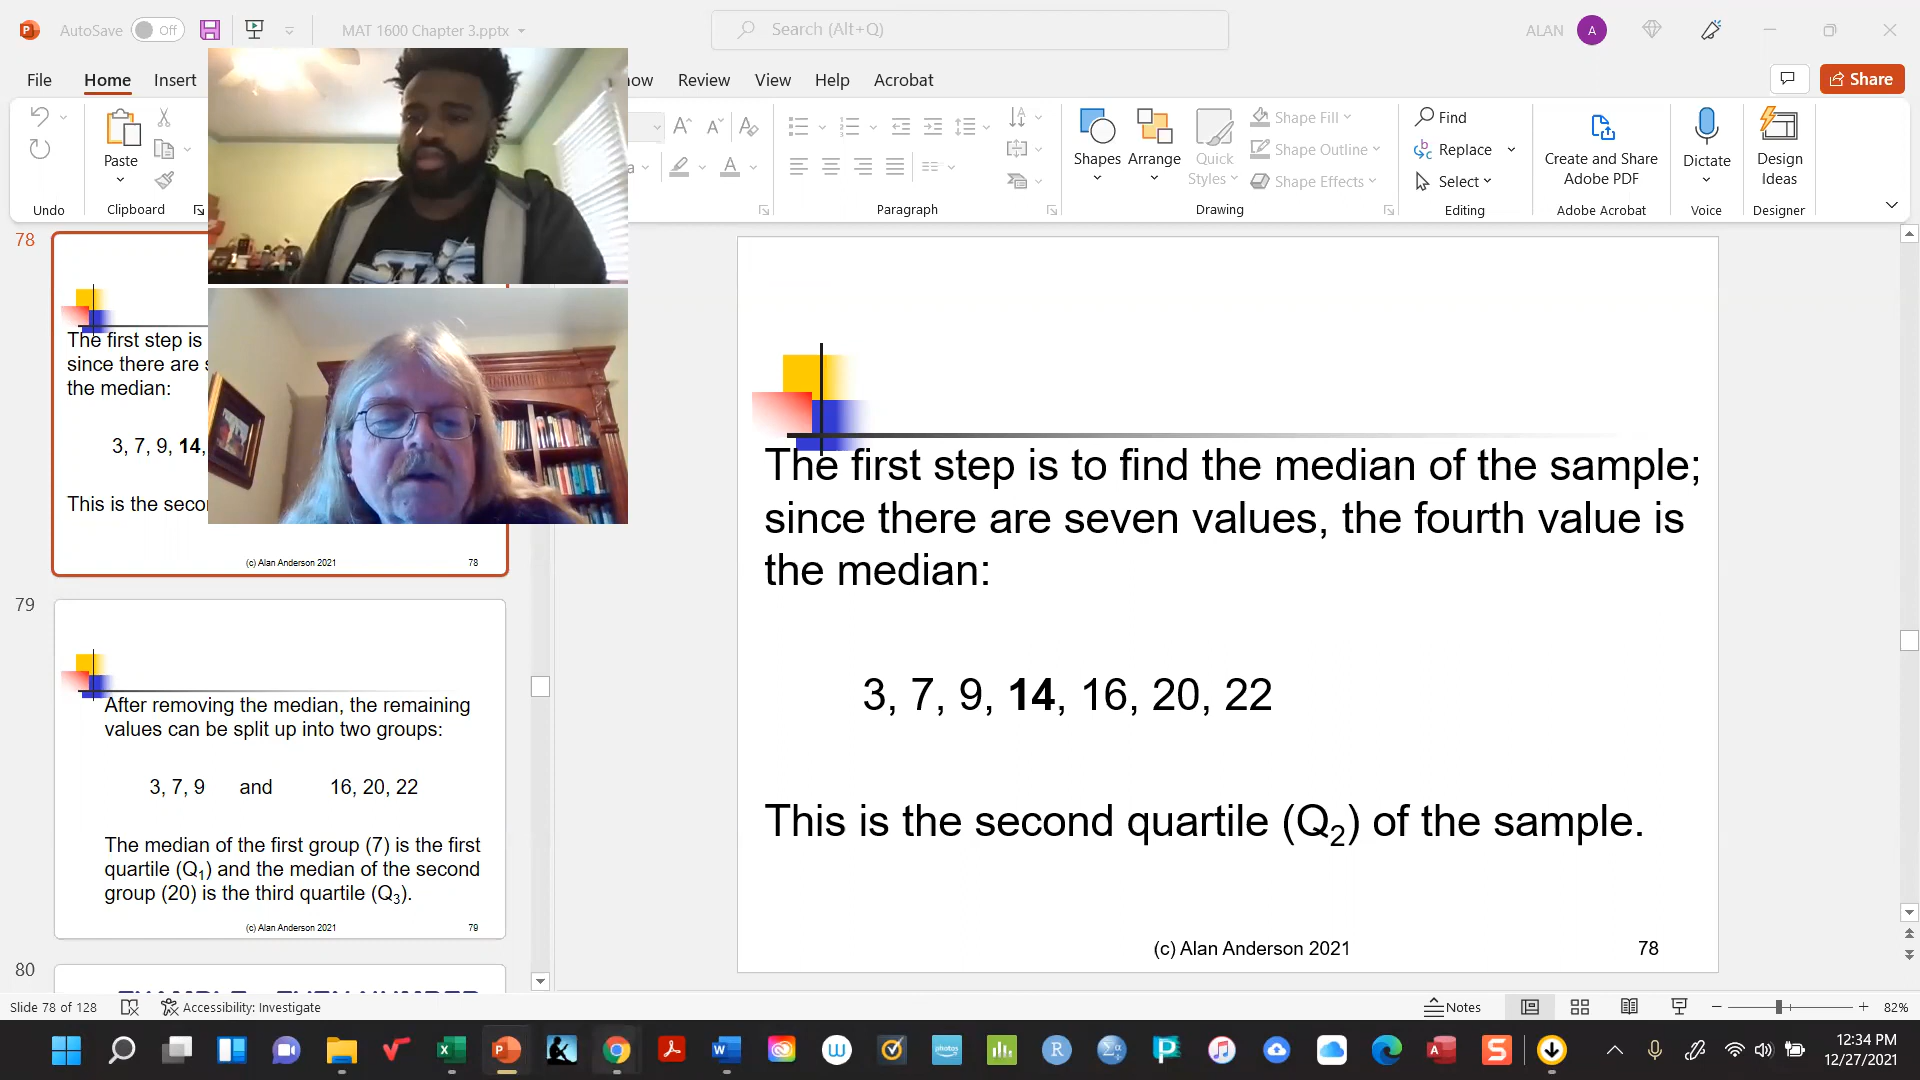 AutoSave Off
MAT 1600 Chapter 3.pptx
Search (Alt+Q)
ALAN A
File Home Insert
Review View Help Acrobat
Share
Paste
Undo
Clipboard
Paragraph
Shapes Arrange Quick Styles
Shape Fill
Shape Outline
Shape Effects
Drawing
Find
Replace
Select
Editing
Create and Share
Adobe PDF
Adobe Acrobat
Dictate
Voice
Design
Ideas
Designer
78
The first step is
since there are
the median:
3, 7, 9, 14,
This is the seco
(c) Alan Anderson 2021 78
79
After removing the median, the remaining
values can be split up into two groups:
3, 7, 9 and 16, 20, 22
The median of the first group (7) is the first
quartile (Q1) and the median of the second
group (20) is the third quartile (Q3).
(c) Alan Anderson 2021 79
80
The first step is to find the median of the sample;
since there are seven values, the fourth value is
the median:
3, 7, 9, 14, 16, 20, 22
This is the second quartile (Q2) of the sample.
(c) Alan Anderson 2021 78
Slide 78 of 128 Accessibility: Investigate
Notes
82%
12:34 PM
12/27/2021